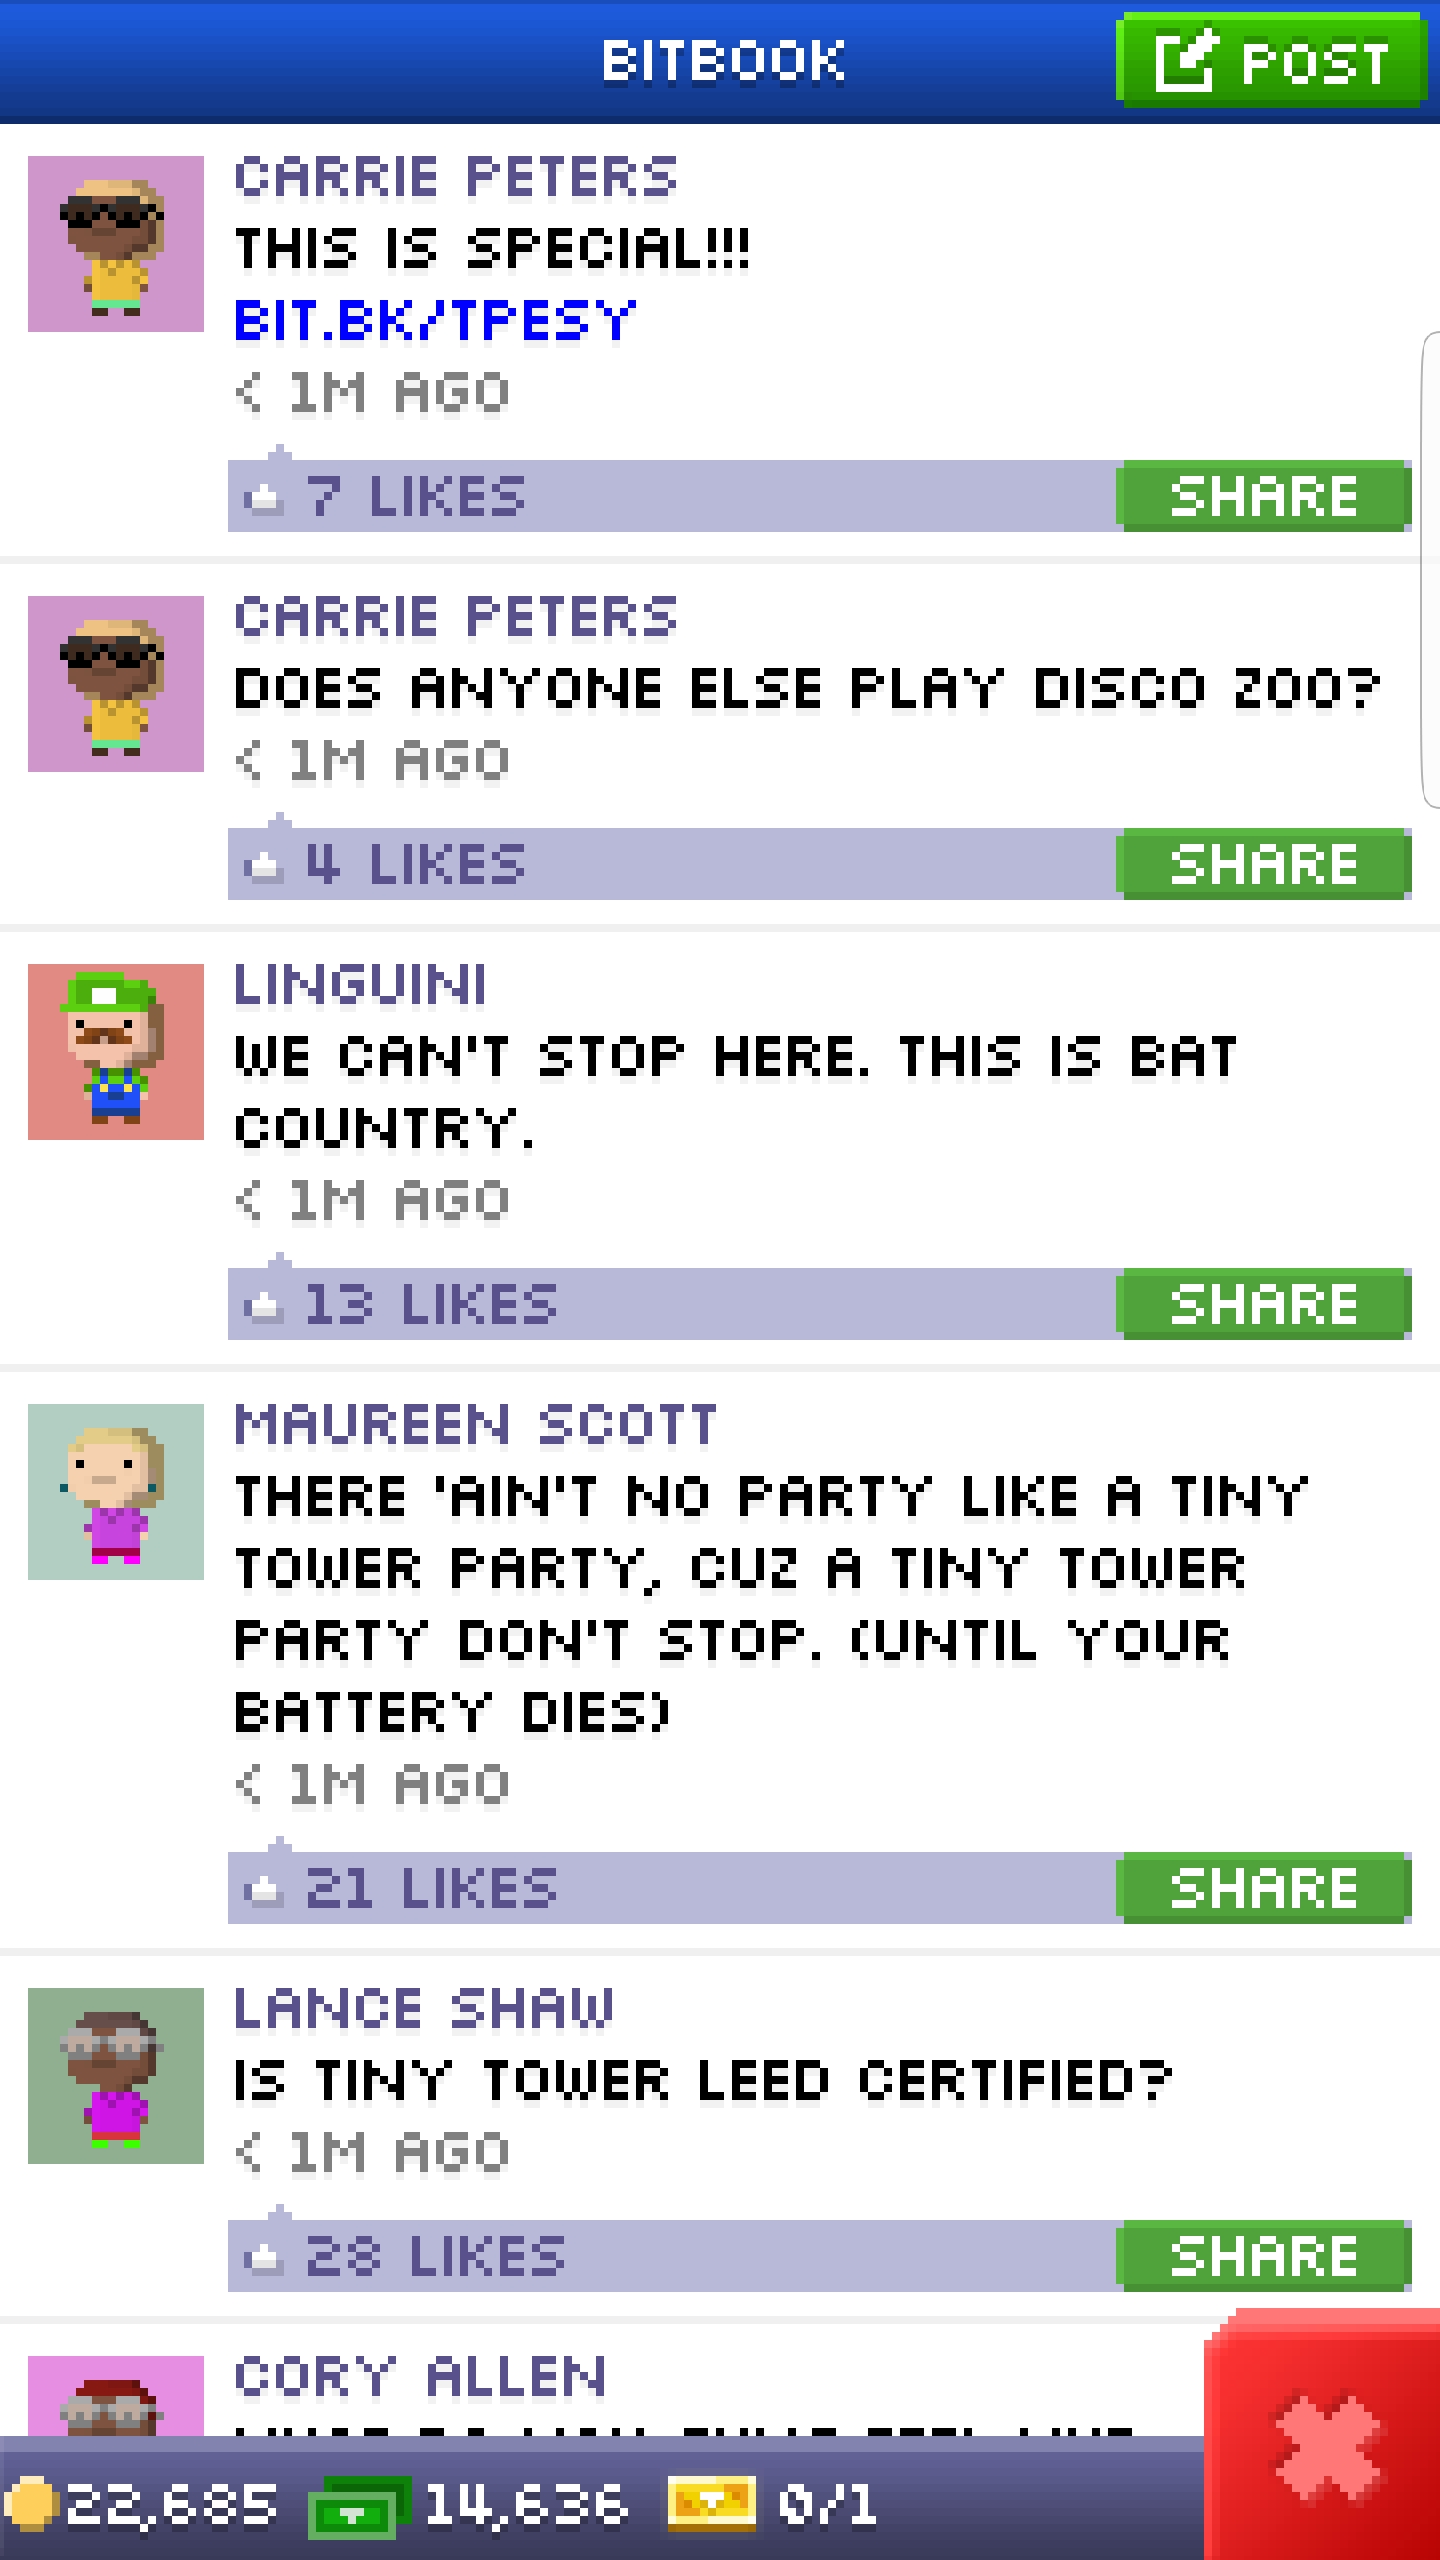 BITBOOK
POST
CARRIE PETERS
THIS IS SPECIAL!!!
BIT.BK/TPESY
< 1M AGO
7 LIKES
SHARE
CARRIE PETERS
DOES ANYONE ELSE PLAY DISCO ZOO?
< 1M AGO
4 LIKES
SHARE
LINGUINI
WE CAN'T STOP HERE. THIS IS BAT
COUNTRY.
< 1M AGO
13 LIKES
SHARE
MAUREEN SCOTT
THERE 'AIN'T NO PARTY LIKE A TINY
TOWER PARTY, CUZ A TINY TOWER
PARTY DON'T STOP. (UNTIL YOUR
BATTERY DIES)
< 1M AGO
21 LIKES
SHARE
LANCE SHAW
IS TINY TOWER LEED CERTIFIED?
< 1M AGO
28 LIKES
SHARE
CORY ALLEN
22,685
14,636
0/1